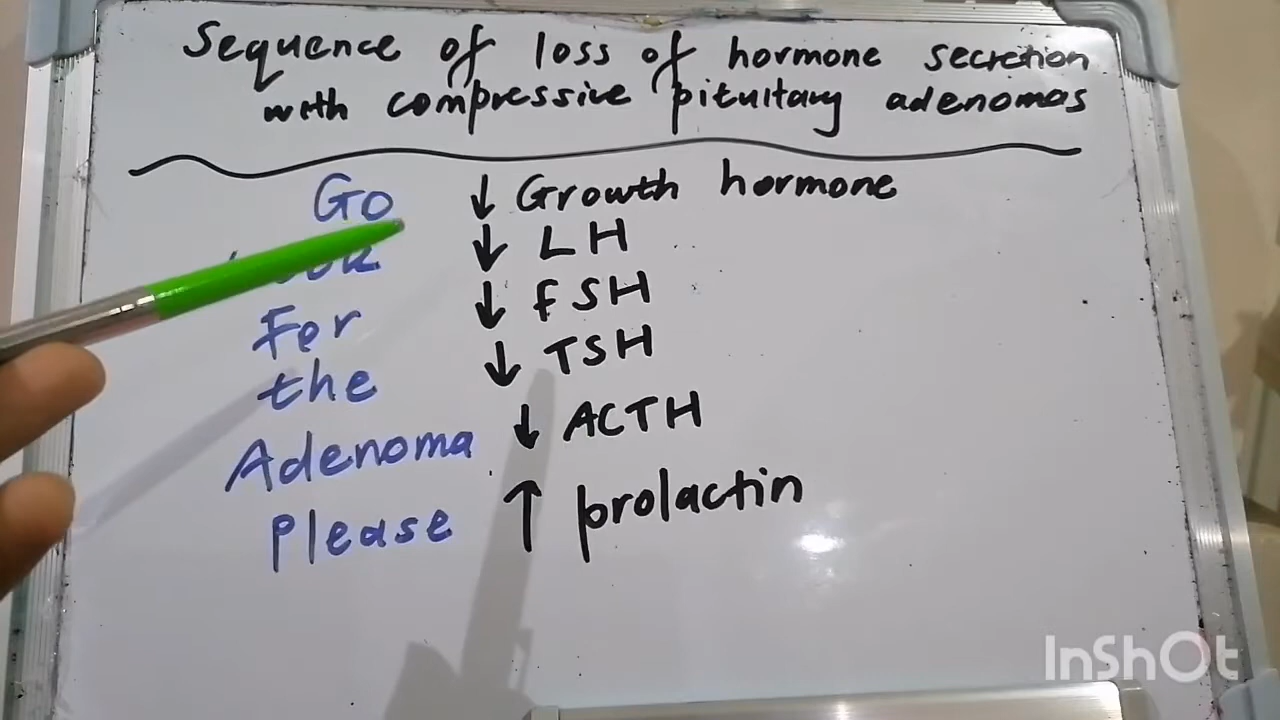 Sequence of loss of hormone secretion
with compressive pituitary adenomas
Go ↓ Growth hormone
↓ LH
For ↓ FSH
the ↓ TSH
Adenoma ↓ ACTH
Please ↑ prolactin
InShOt